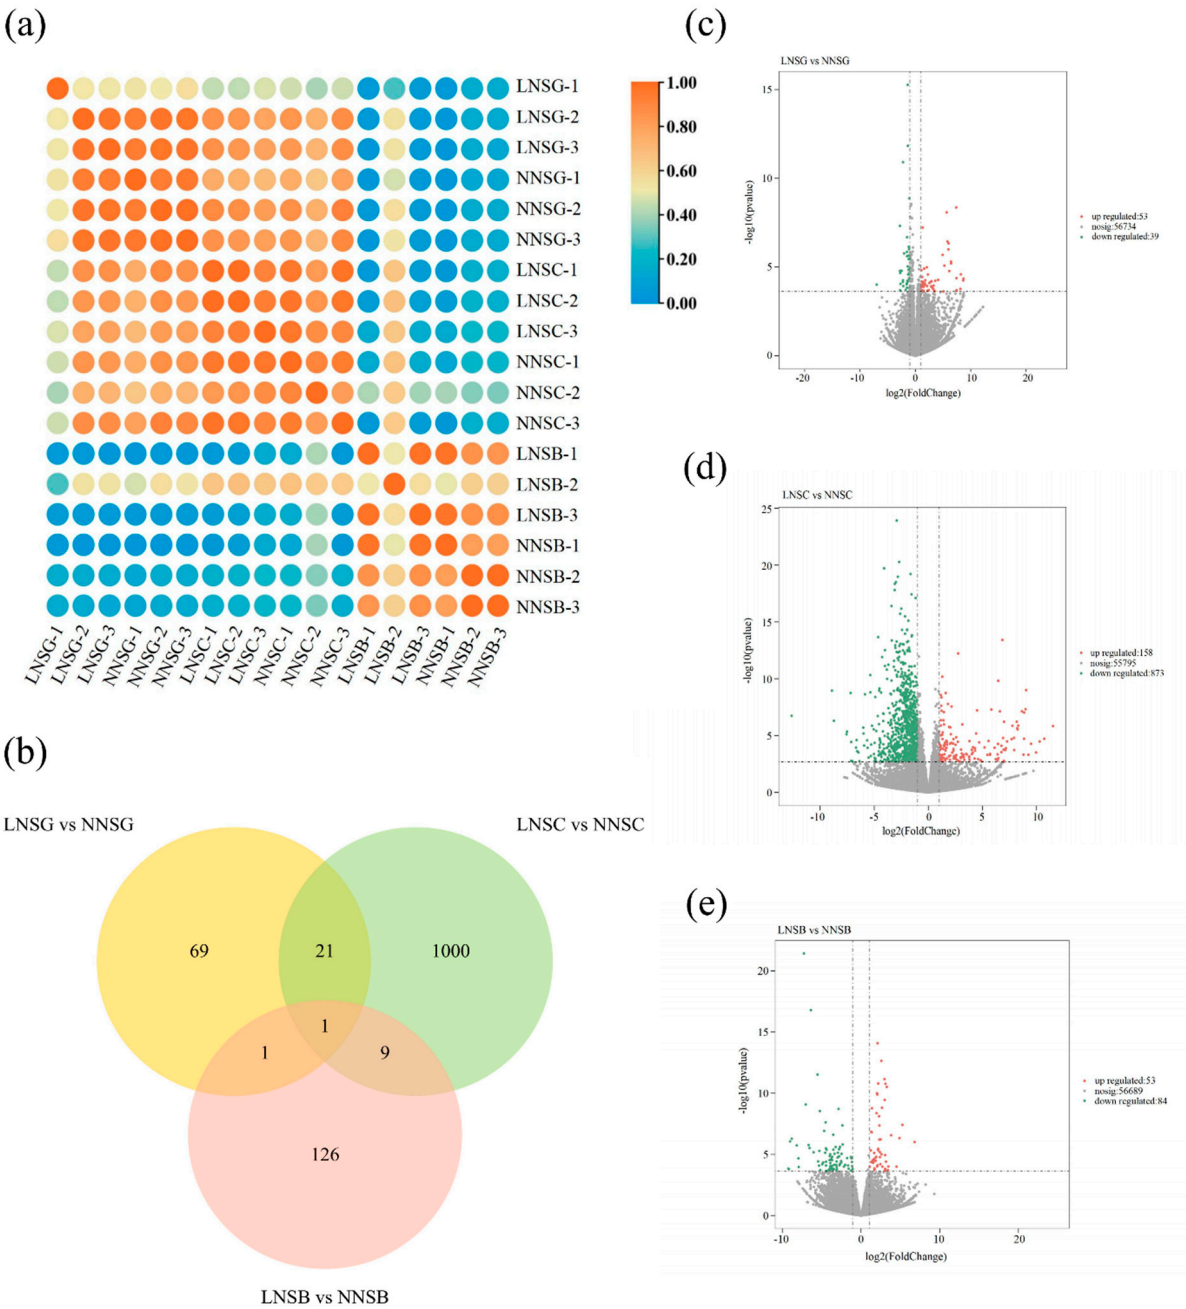 (a)
LNSG-1
LNSG-2
LNSG-3
NNSG-1
NNSG-2
NNSG-3
LNSC-1
LNSC-2
LNSC-3
NNSC-1
NNSC-2
NNSC-3
LNSB-1
LNSB-2
LNSB-3
NNSB-1
NNSB-2
NNSB-3
LNSG-1
LNSG-2
LNSG-3
NNSG-1
NNSG-2
NNSG-3
LNSC-1
LNSC-2
LNSC-3
NNSC-1
NNSC-2
NNSC-3
LNSB-1
LNSB-2
LNSB-3
NNSB-1
NNSB-2
NNSB-3
1.00
0.80
0.60
0.40
0.20
0.00
(b)
LNSG vs NNSG
LNSC vs NNSC
69
21
1000
1
1
9
126
LNSB vs NNSB
(c)
LNSG vs NNSG
15
10
5
0
-log10(pvalue)
-20
-10
0
10
20
log2(FoldChange)
up regulated:53
nosig:56734
down regulated:39
(d)
LNSC vs NNSC
25
20
15
10
5
0
-log10(pvalue)
-10
-5
0
5
10
log2(FoldChange)
up regulated:158
nosig:55795
down regulated:873
(e)
LNSB vs NNSB
20
15
10
5
0
-log10(pvalue)
-10
0
10
20
log2(FoldChange)
up regulated:53
nosig:56689
down regulated:84